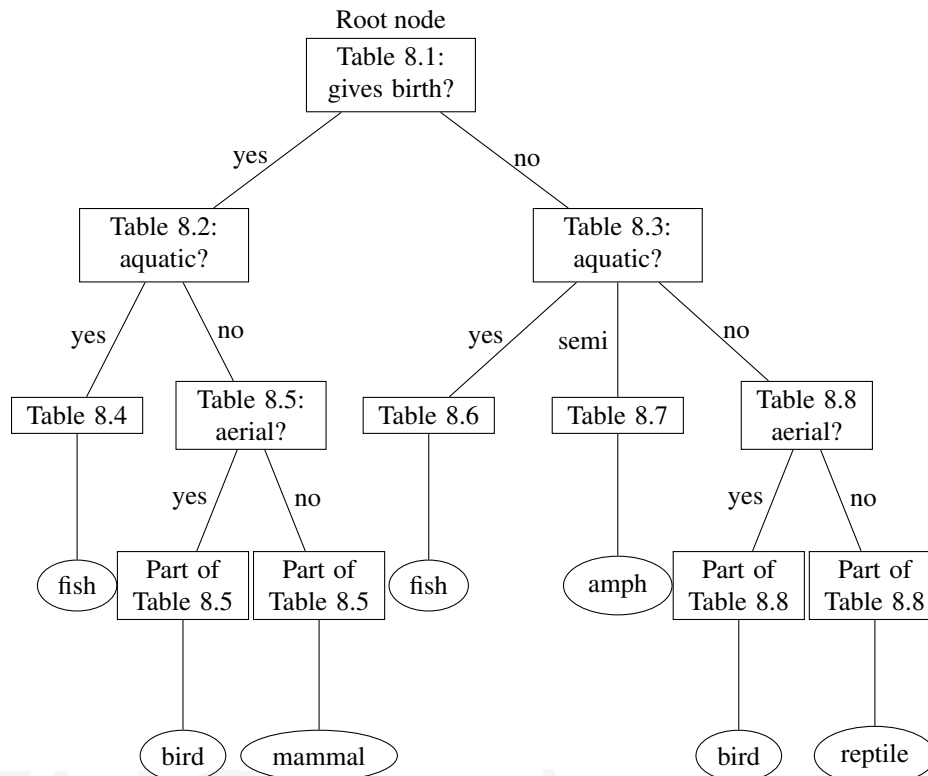 Root node
Table 8.1:
gives birth?
yes
no
Table 8.2:
aquatic?
Table 8.3:
aquatic?
yes
no
yes
semi
no
Table 8.4
Table 8.5:
aerial?
Table 8.6
Table 8.7
Table 8.8
aerial?
yes
no
yes
no
fish
Part of
Table 8.5
Part of
Table 8.5
fish
amph
Part of
Table 8.8
Part of
Table 8.8
bird
mammal
bird
reptile